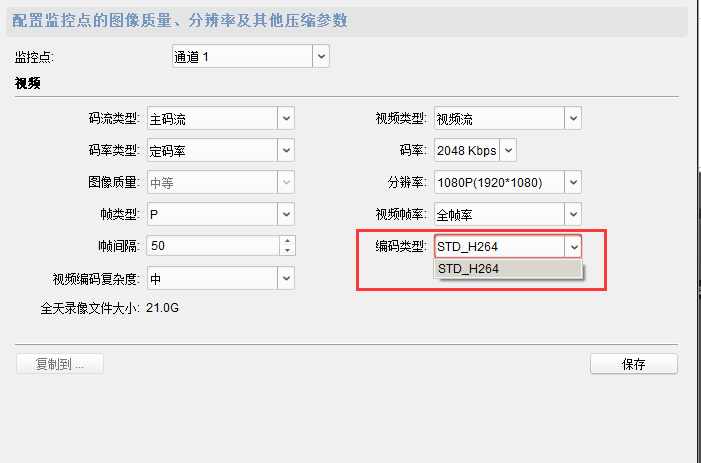 配置监控点的图像质量、分辨率及其他压缩参数
监控点: 通道 1
视频
码流类型: 主码流 视频类型: 视频流
码率类型: 定码率 码率: 2048 Kbps
图像质量: 中等 分辨率: 1080P(1920*1080)
帧类型: P 视频帧率: 全帧率
I帧间隔: 50 编码类型: STD_H264
STD_H264
视频编码复杂度: 中
全天录像文件大小: 21.0G
复制到 ... 保存